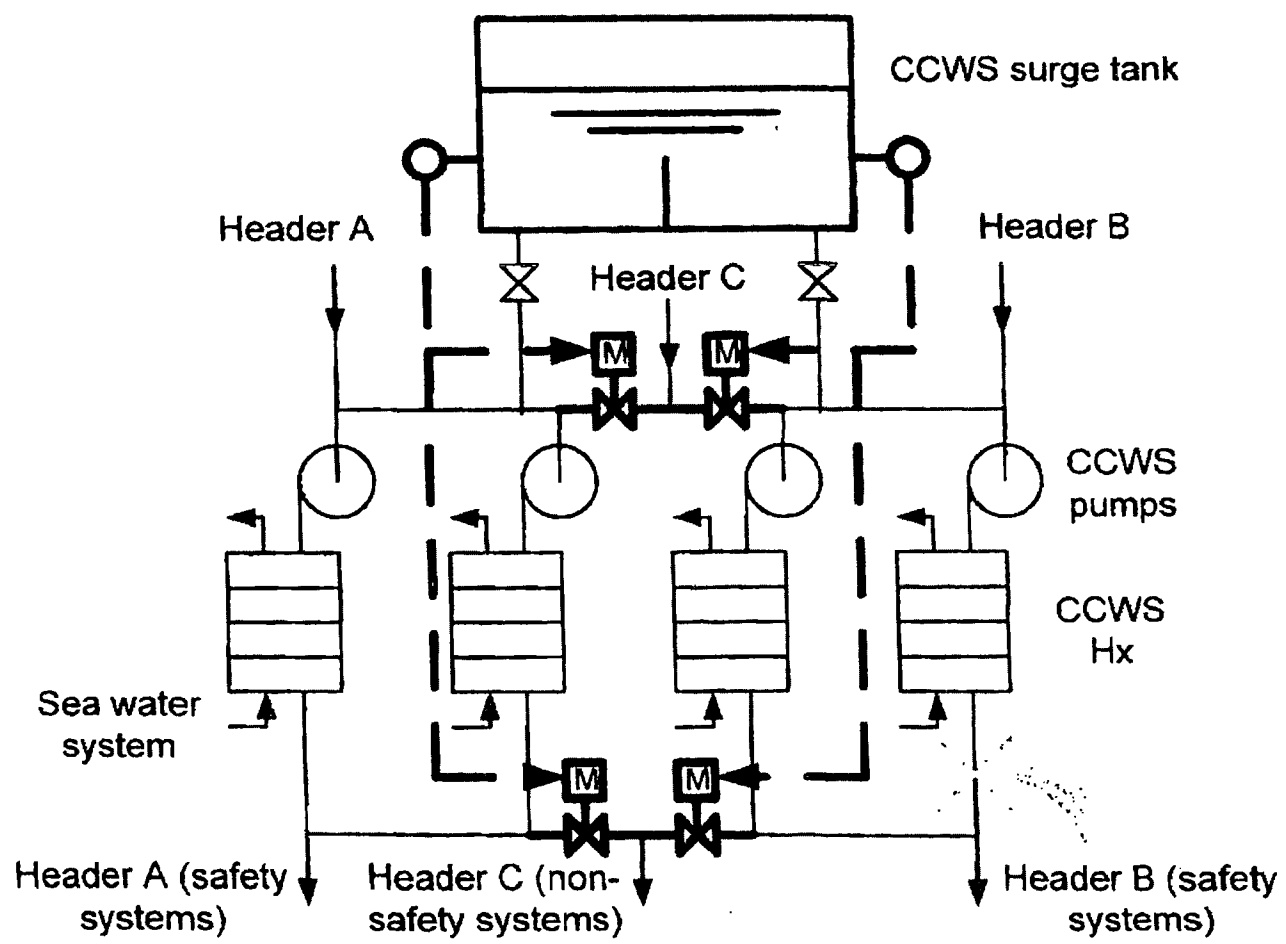 CCWS surge tank
Header A
Header B
Header C
M
M
CCWS
pumps
CCWS
Hx
Sea water
system
M
M
Header A (safety
systems)
Header C (non-
safety systems)
Header B (safety
systems)